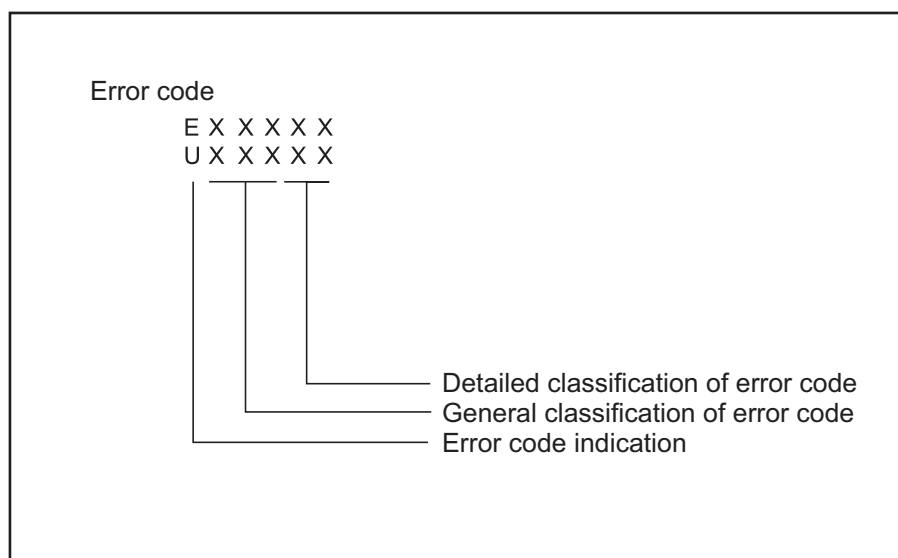 Error code
E X X X X X
U X X X X X
Detailed classification of error code
General classification of error code
Error code indication